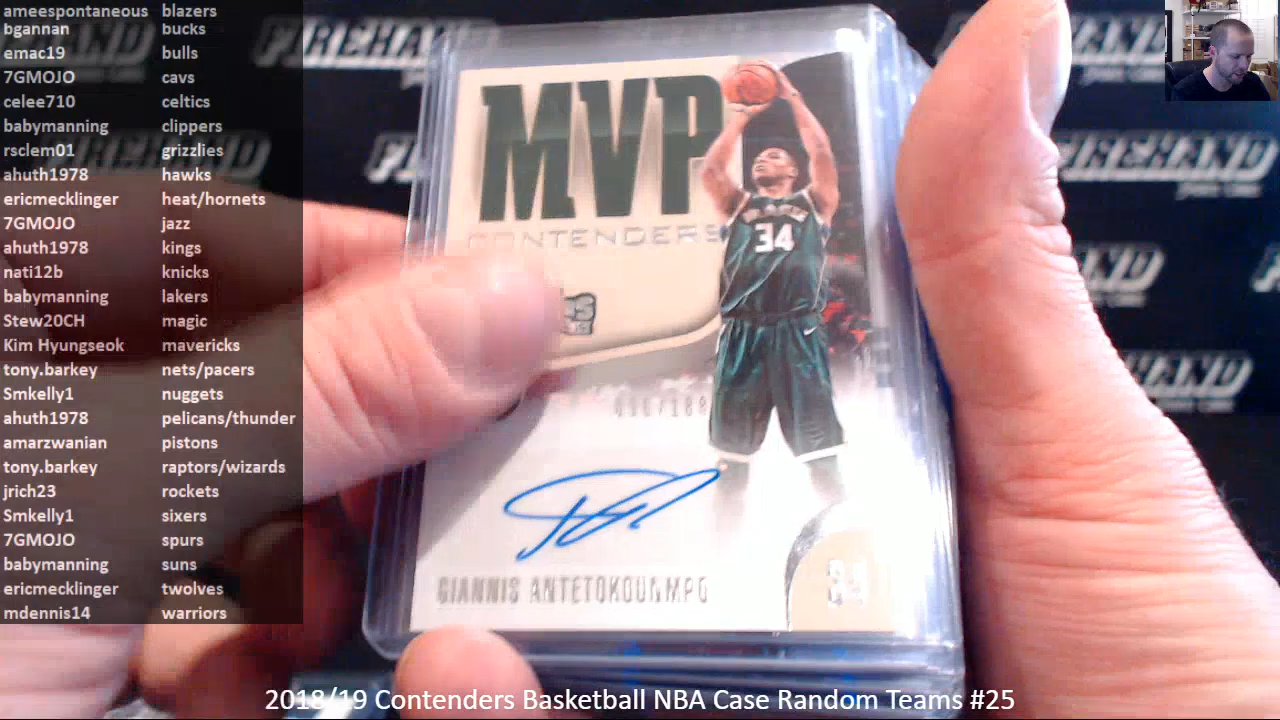 ameespontaneous blazers
bgannan bucks
emac19 bulls
7GMOJO cavs
celee710 celtics
babymanning clippers
rsclem01 grizzlies
ahuth1978 hawks
ericmecklinger heat/hornets
7GMOJO jazz
ahuth1978 kings
nati12b knicks
babymanning lakers
Stew20CH magic
Kim Hyungseok mavericks
tony.barkey nets/pacers
Smkelly1 nuggets
ahuth1978 pelicans/thunder
amarzwanian pistons
tony.barkey raptors/wizards
jrich23 rockets
Smkelly1 sixers
7GMOJO spurs
babymanning suns
ericmecklinger twolves
mdennis14 warriors
FIREHAND
MVP
CONTENDERS
34
GIANNIS ANTETOKOUNMPO
34
2018/19 Contenders Basketball NBA Case Random Teams #25